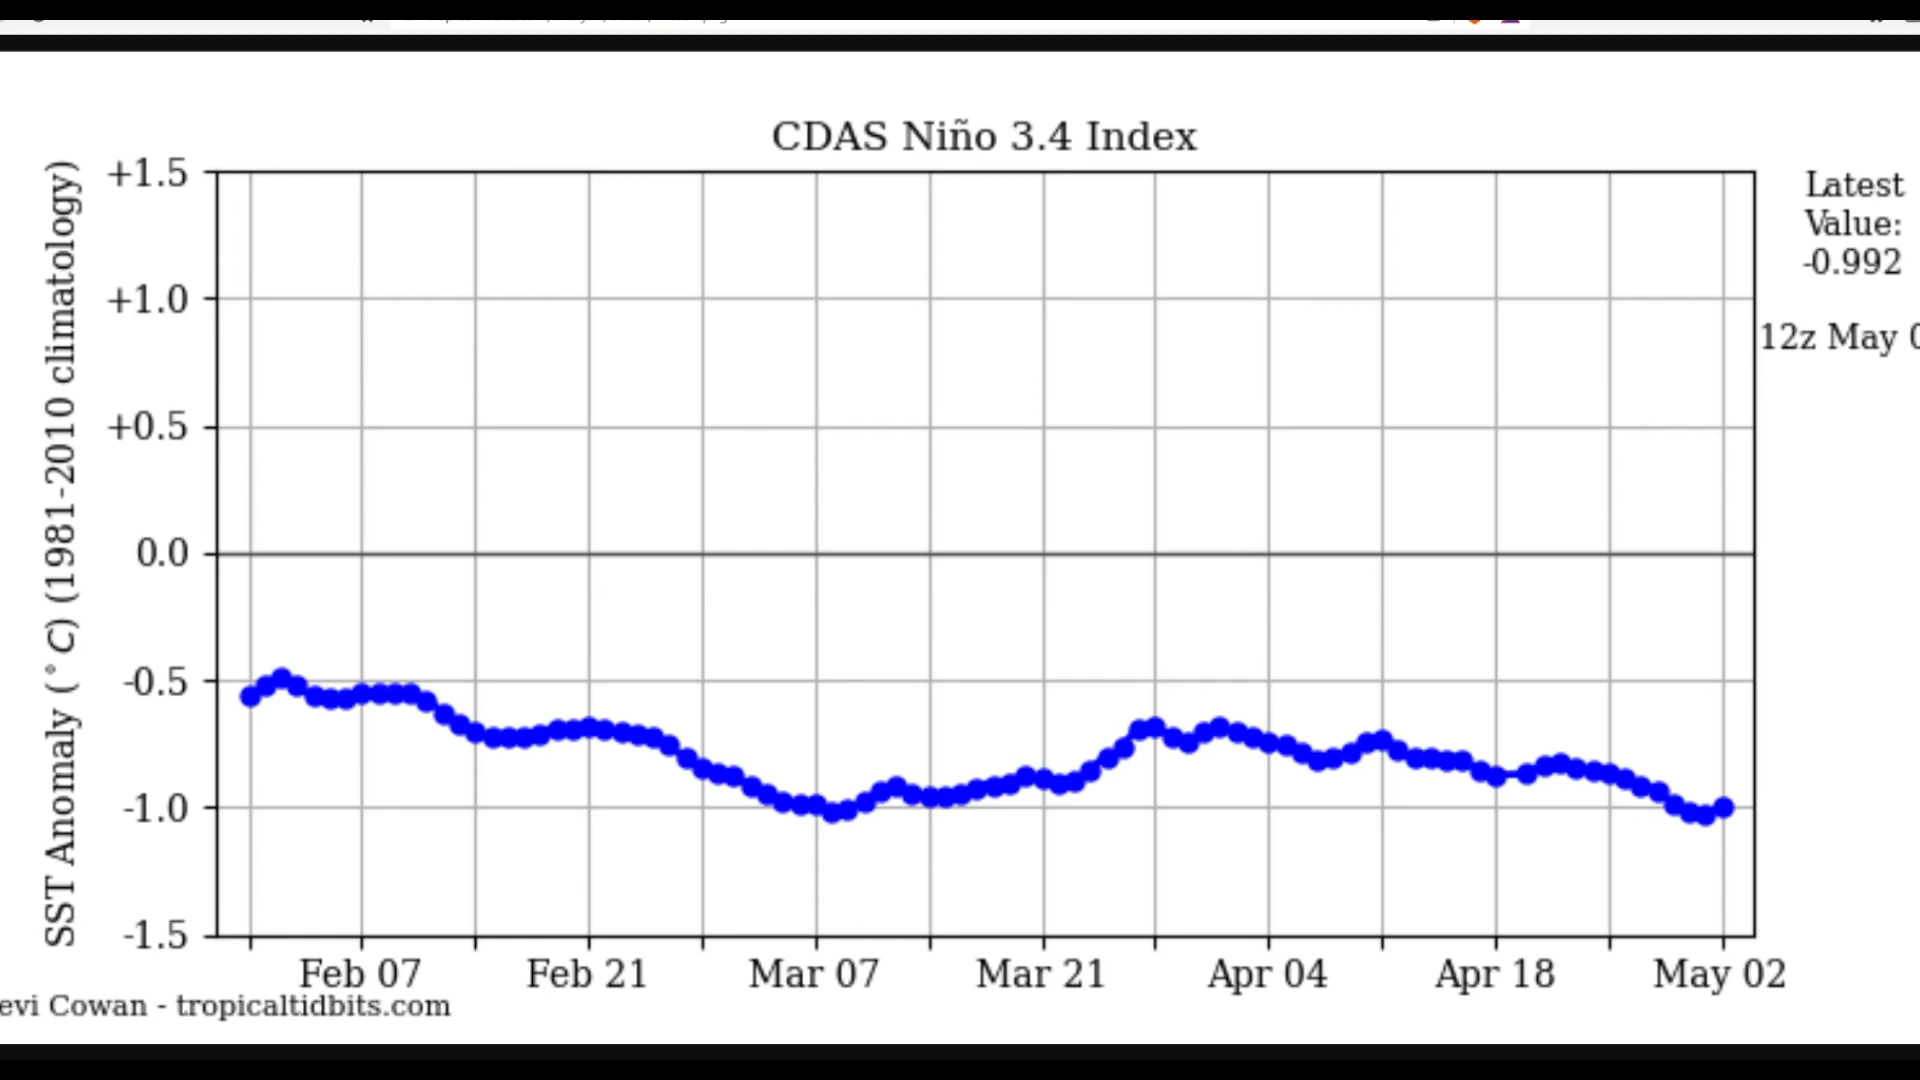 CDAS Niño 3.4 Index
SST Anomaly (°C) (1981-2010 climatology)
+1.5
+1.0
+0.5
0.0
-0.5
-1.0
-1.5
Feb 07 Feb 21 Mar 07 Mar 21 Apr 04 Apr 18 May 02
Latest
Value:
-0.992
12z May
evi Cowan - tropicaltidbits.com